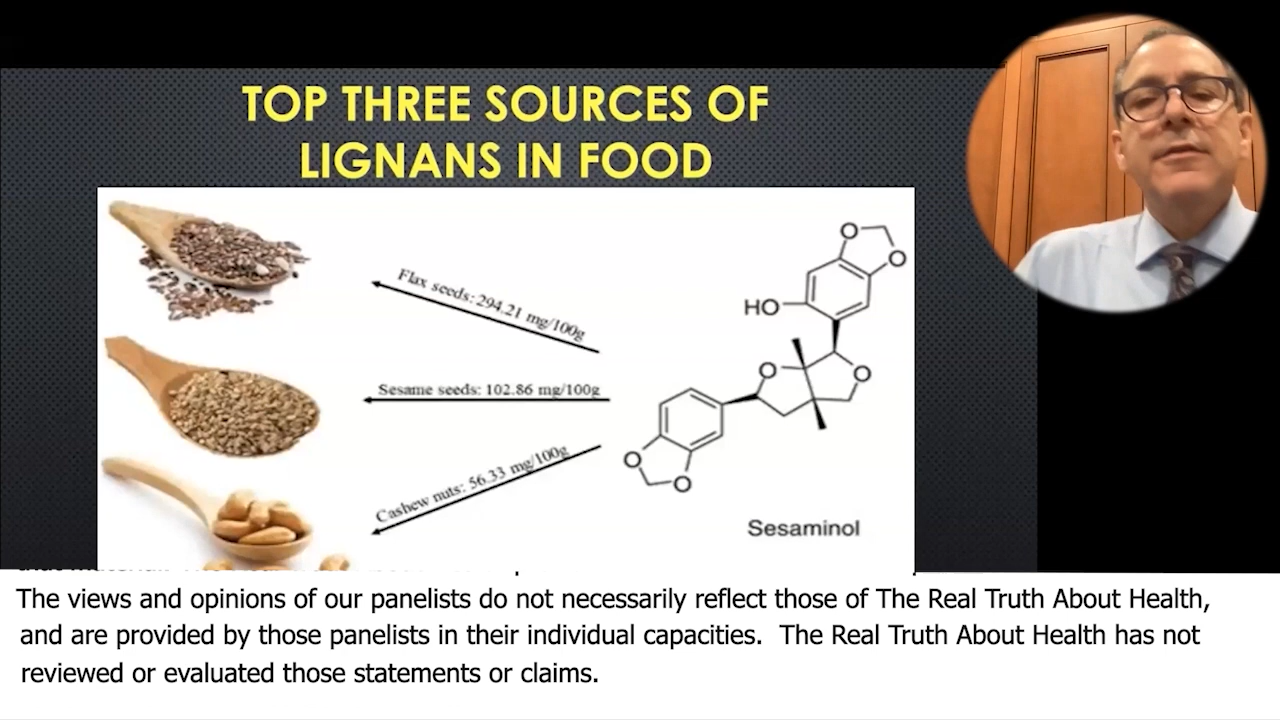 TOP THREE SOURCES OF
LIGNANS IN FOOD
Flax seeds: 294.21 mg/100g
Sesame seeds: 102.86 mg/100g
Cashew nuts: 56.33 mg/100g
O
O
HO
O
O
O
O
Sesaminol
The views and opinions of our panelists do not necessarily reflect those of The Real Truth About Health,
and are provided by those panelists in their individual capacities. The Real Truth About Health has not
reviewed or evaluated those statements or claims.